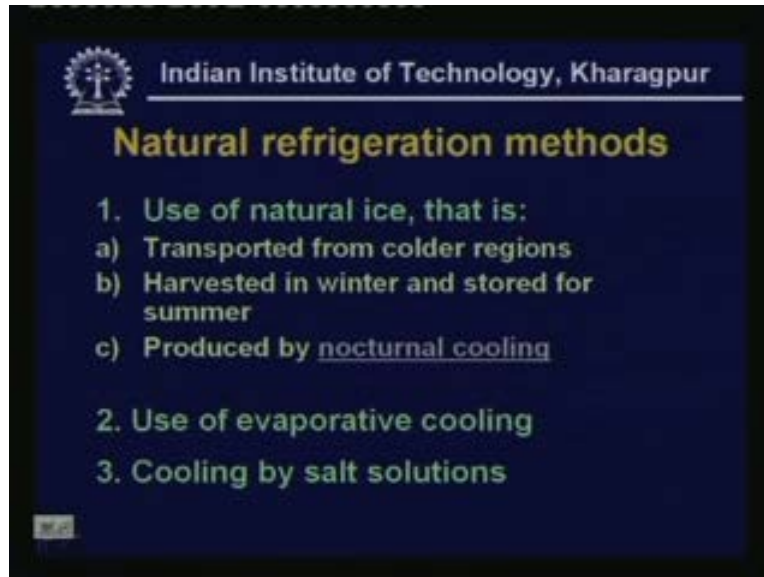 Indian Institute of Technology, Kharagpur
Natural refrigeration methods
1. Use of natural ice, that is:
a) Transported from colder regions
b) Harvested in winter and stored for
summer
c) Produced by nocturnal cooling
2. Use of evaporative cooling
3. Cooling by salt solutions